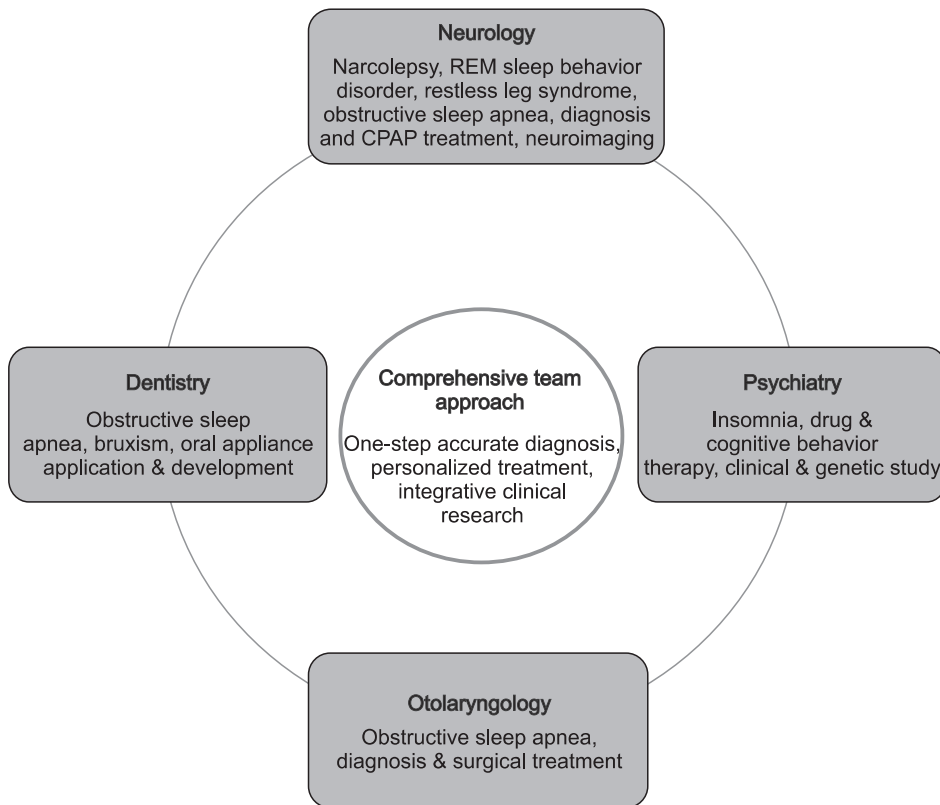 Neurology
Narcolepsy, REM sleep behavior
disorder, restless leg syndrome,
obstructive sleep apnea, diagnosis
and CPAP treatment, neuroimaging
Dentistry
Obstructive sleep
apnea, bruxism, oral appliance
application & development
Comprehensive team
approach
One-step accurate diagnosis,
personalized treatment,
integrative clinical
research
Psychiatry
Insomnia, drug &
cognitive behavior
therapy, clinical & genetic study
Otolaryngology
Obstructive sleep apnea,
diagnosis & surgical treatment